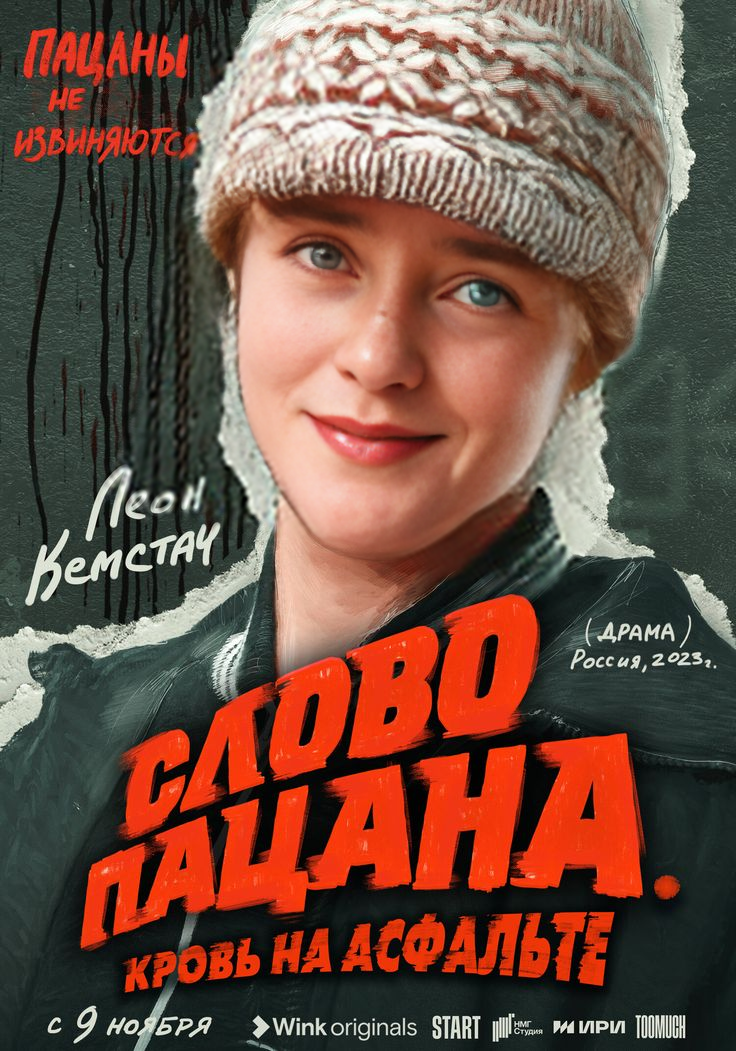 ПАЦАНЫ
НЕ
ИЗВИНЯЮТСЯ
Леон
Кемстач
(ДРАМА)
Россия, 2023г.
СЛОВО
ПАЦАНА.
КРОВЬ НА АСФАЛЬТЕ
с 9 НОЯБРЯ Wink originals START НМГ Студия ИРИ TOOMUCH